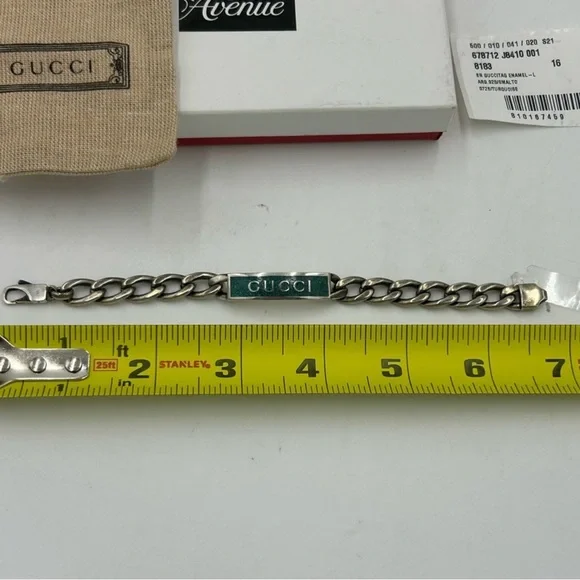 Avenue
GUCCI
600 / 010 / 041 / 020 S21
678712 J8410 001
8183 16
BR GUCCITAG ENAMEL-L
ARG.925/SMALTO
0726/TURQUOISE
810187459
GUCCI
1 ft 2 STANLEY 3 4 5 6 7
25ft in
1